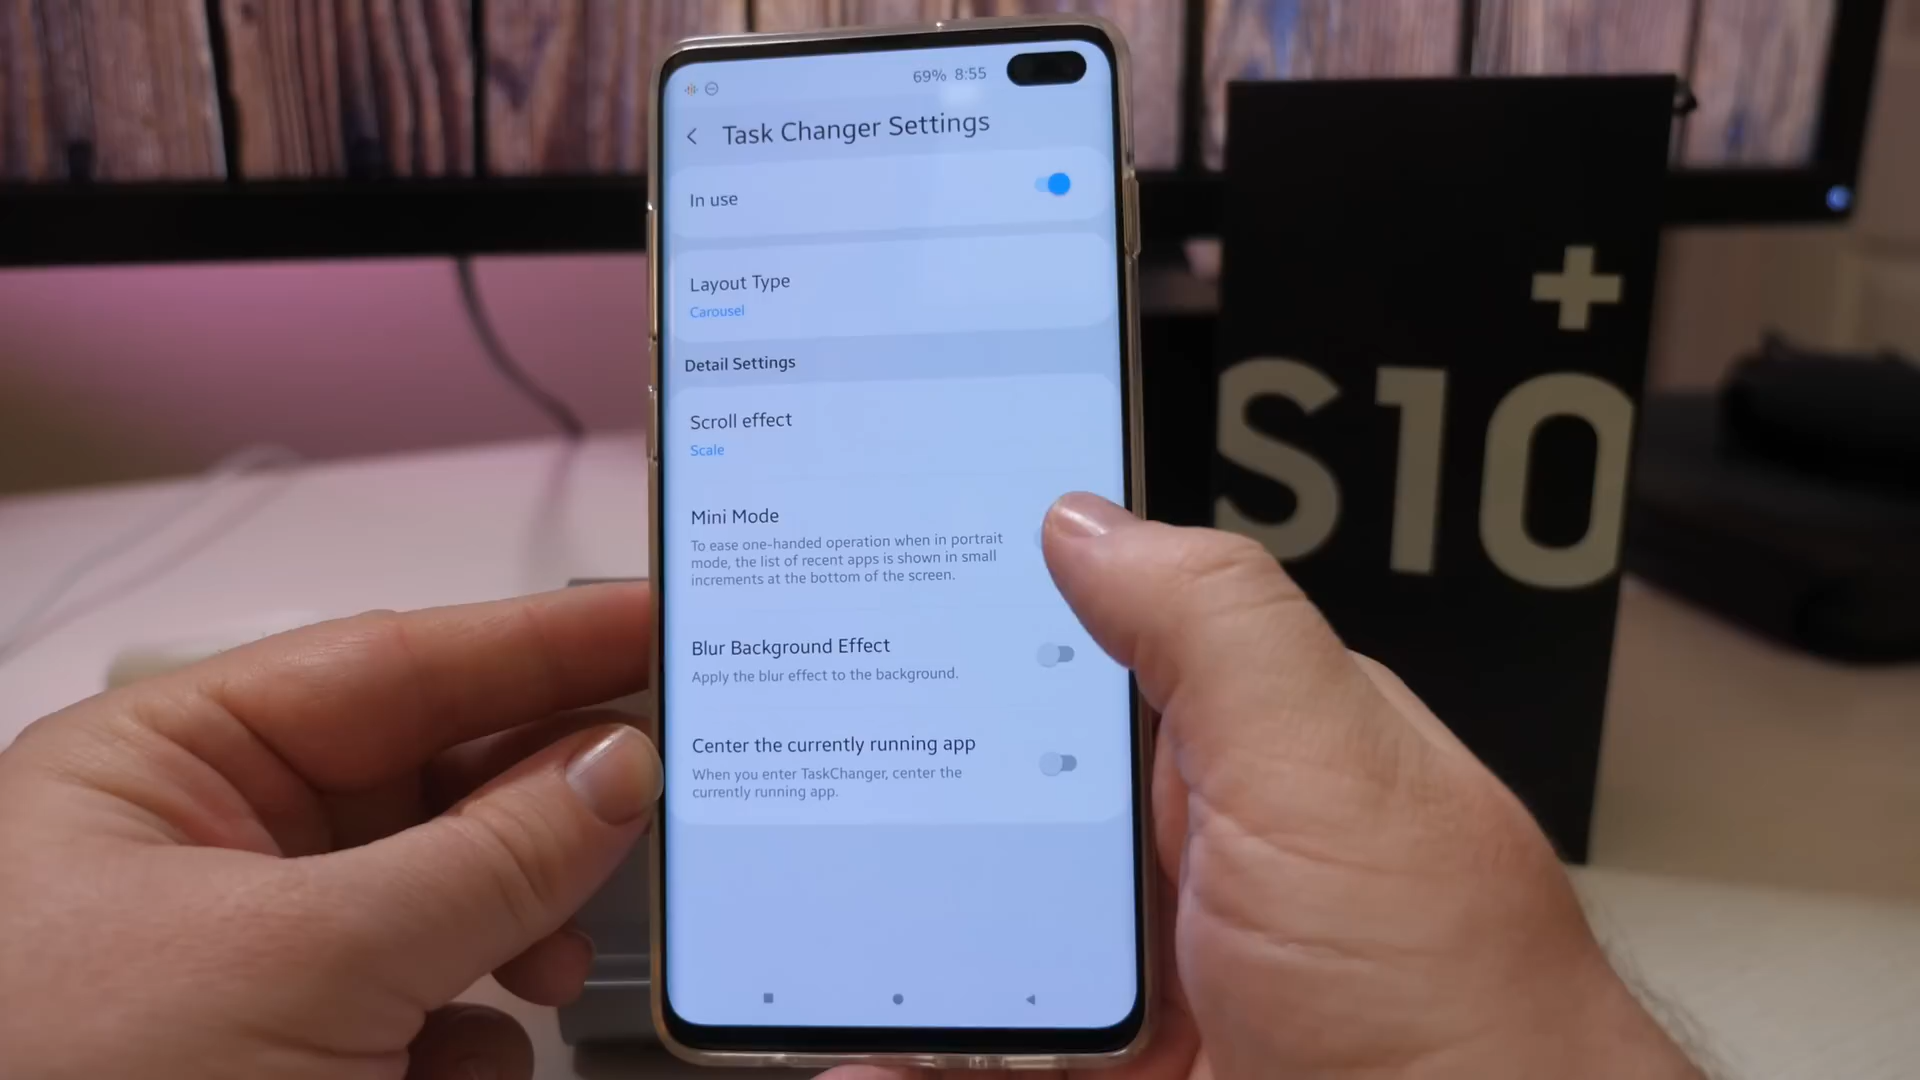 69% 8:55
Task Changer Settings
In use
Layout Type
Carousel
Detail Settings
Scroll effect
Scale
Mini Mode
To ease one-handed operation when in portrait
mode, the list of recent apps is shown in small
increments at the bottom of the screen.
Blur Background Effect
Apply the blur effect to the background.
Center the currently running app
When you enter TaskChanger, center the
currently running app.
+
S10